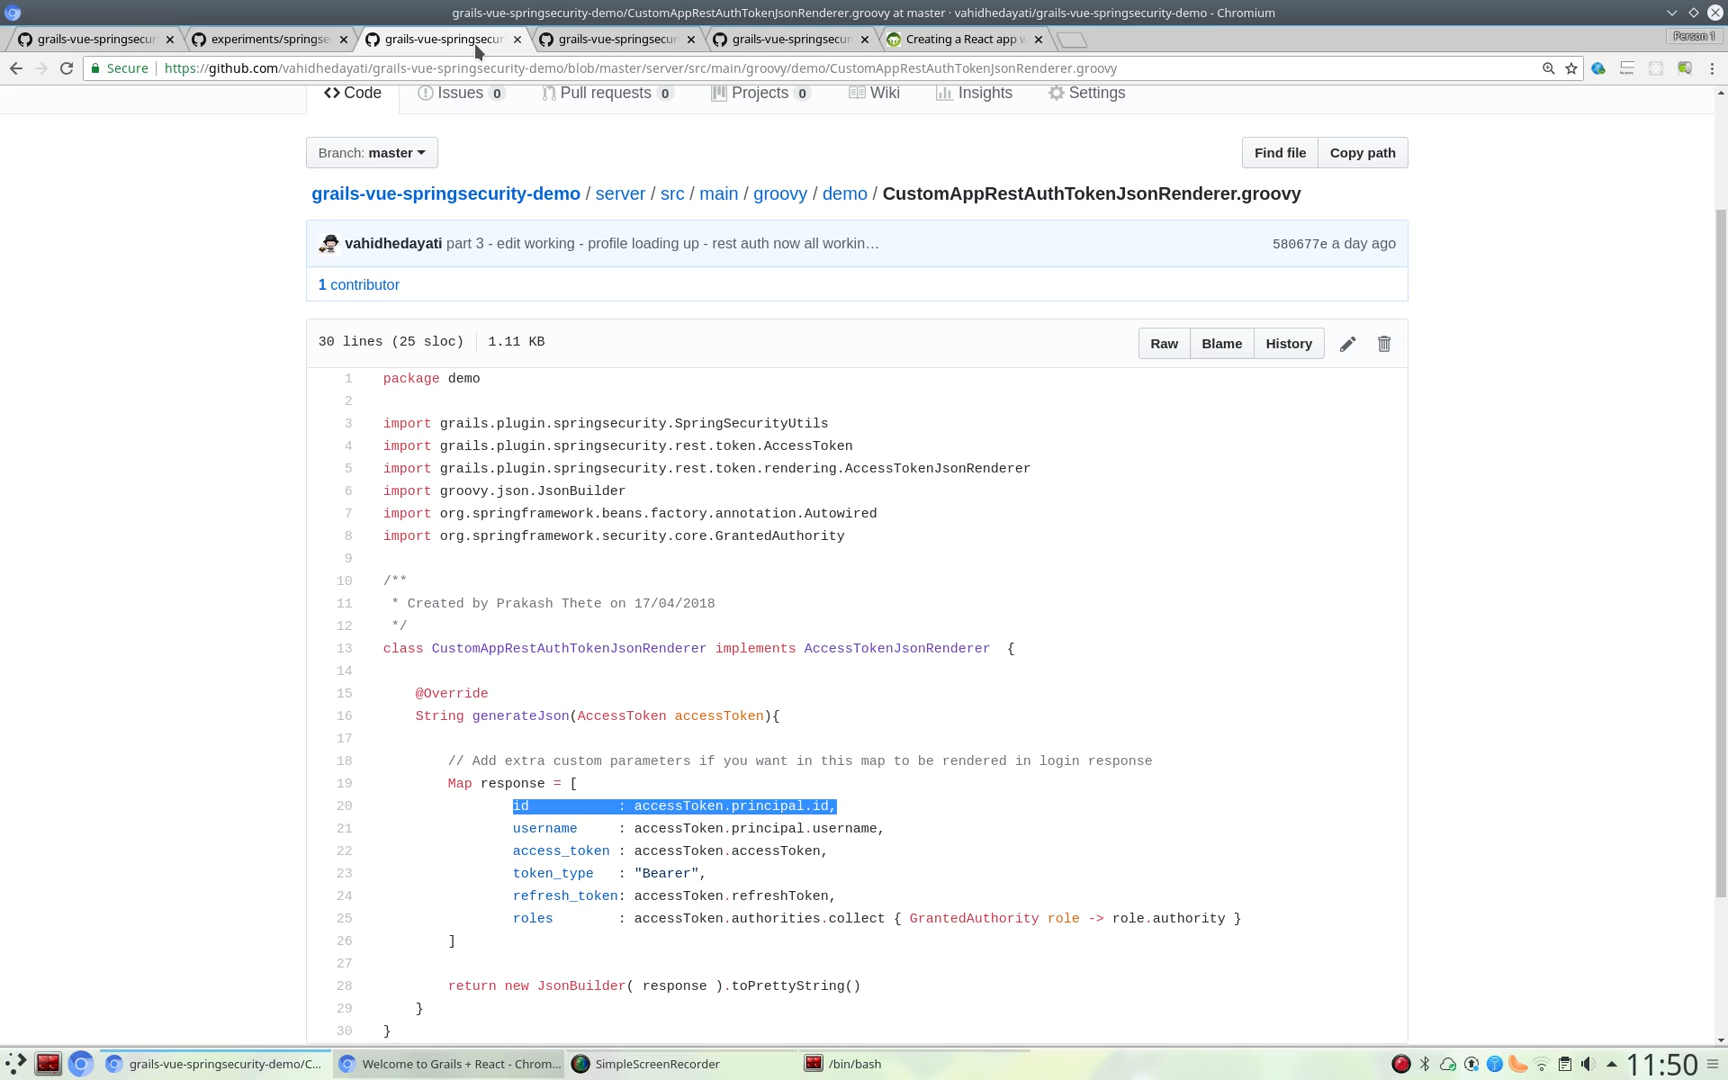 grails-vue-springsecurity-demo/CustomAppRestAuthTokenJsonRenderer.groovy at master · vahidhedayati/grails-vue-springsecurity-demo - Chromium
grails-vue-springsecur
experiments/springse
grails-vue-springsecur
grails-vue-springsecur
grails-vue-springsecur
Creating a React app w
Person 1
Secure
https://github.com/vahidhedayati/grails-vue-springsecurity-demo/blob/master/server/src/main/groovy/demo/CustomAppRestAuthTokenJsonRenderer.groovy
<> Code Issues 0 Pull requests 0 Projects 0 Wiki Insights Settings
Branch: master
Find file Copy path
grails-vue-springsecurity-demo / server / src / main / groovy / demo / CustomAppRestAuthTokenJsonRenderer.groovy
vahidhedayati part 3 - edit working - profile loading up - rest auth now all workin… 580677e a day ago
1 contributor
30 lines (25 sloc) 1.11 KB
Raw Blame History
1 package demo
2
3 import grails.plugin.springsecurity.SpringSecurityUtils
4 import grails.plugin.springsecurity.rest.token.AccessToken
5 import grails.plugin.springsecurity.rest.token.rendering.AccessTokenJsonRenderer
6 import groovy.json.JsonBuilder
7 import org.springframework.beans.factory.annotation.Autowired
8 import org.springframework.security.core.GrantedAuthority
9
10 /**
11 * Created by Prakash Thete on 17/04/2018
12 */
13 class CustomAppRestAuthTokenJsonRenderer implements AccessTokenJsonRenderer {
14
15 @Override
16 String generateJson(AccessToken accessToken){
17
18 // Add extra custom parameters if you want in this map to be rendered in login response
19 Map response = [
20 id : accessToken.principal.id,
21 username : accessToken.principal.username,
22 access_token : accessToken.accessToken,
23 token_type : "Bearer",
24 refresh_token: accessToken.refreshToken,
25 roles : accessToken.authorities.collect { GrantedAuthority role -> role.authority }
26 ]
27
28 return new JsonBuilder( response ).toPrettyString()
29 }
30 }
grails-vue-springsecurity-demo/C...
Welcome to Grails + React - Chrom...
SimpleScreenRecorder
/bin/bash
11:50